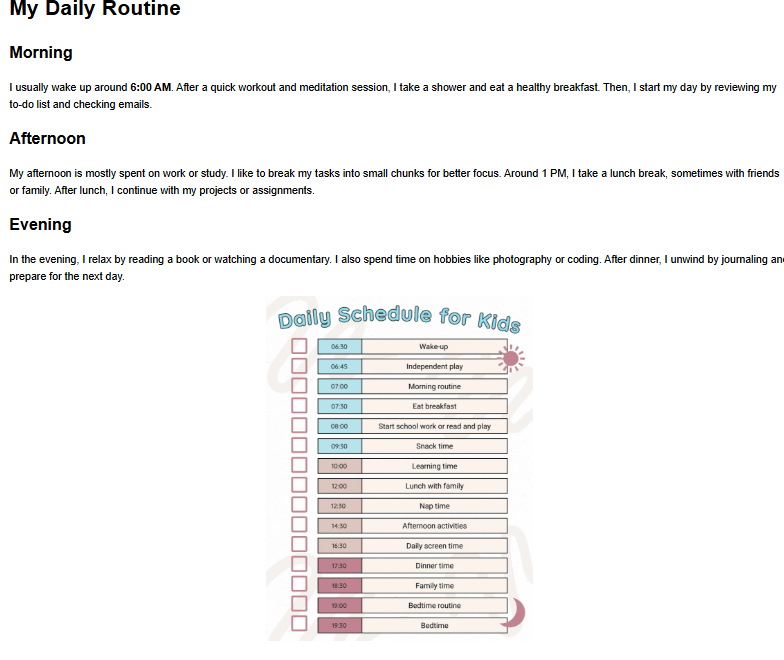 My Daily Routine
Morning
I usually wake up around 6:00 AM. After a quick workout and meditation session, I take a shower and eat a healthy breakfast. Then, I start my day by reviewing my
to-do list and checking emails.
Afternoon
My afternoon is mostly spent on work or study. I like to break my tasks into small chunks for better focus. Around 1 PM, I take a lunch break, sometimes with friends
or family. After lunch, I continue with my projects or assignments.
Evening
In the evening, I relax by reading a book or watching a documentary. I also spend time on hobbies like photography or coding. After dinner, I unwind by journaling an
prepare for the next day.
Daily Schedule for Kids
06:30 Wake-up
06:45 Independent play
07:00 Morning routine
07:30 Eat breakfast
08:00 Start school work or read and play
09:30 Snack time
10:00 Learning time
12:00 Lunch with family
12:30 Nap time
14:30 Afternoon activities
16:30 Daily screen time
17:30 Dinner time
18:30 Family time
19:00 Bedtime routine
19:30 Bedtime